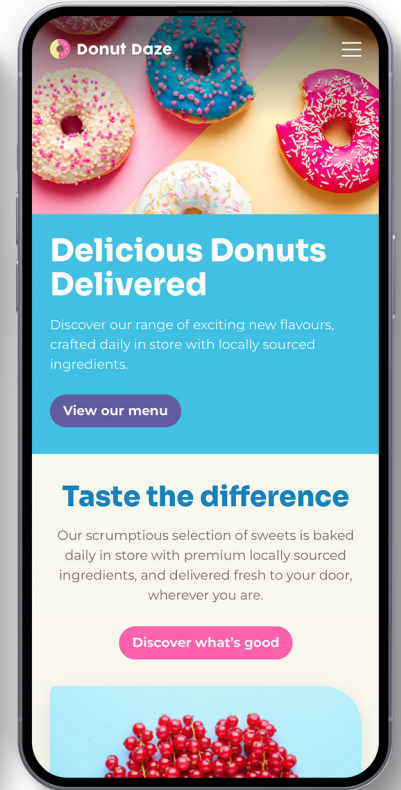 Donut Daze
Delicious Donuts
Delivered
Discover our range of exciting new flavours,
crafted daily in store with locally sourced
ingredients.
View our menu
Taste the difference
Our scrumptious selection of sweets is baked
daily in store with premium locally sourced
ingredients, and delivered fresh to your door,
wherever you are.
Discover what's good